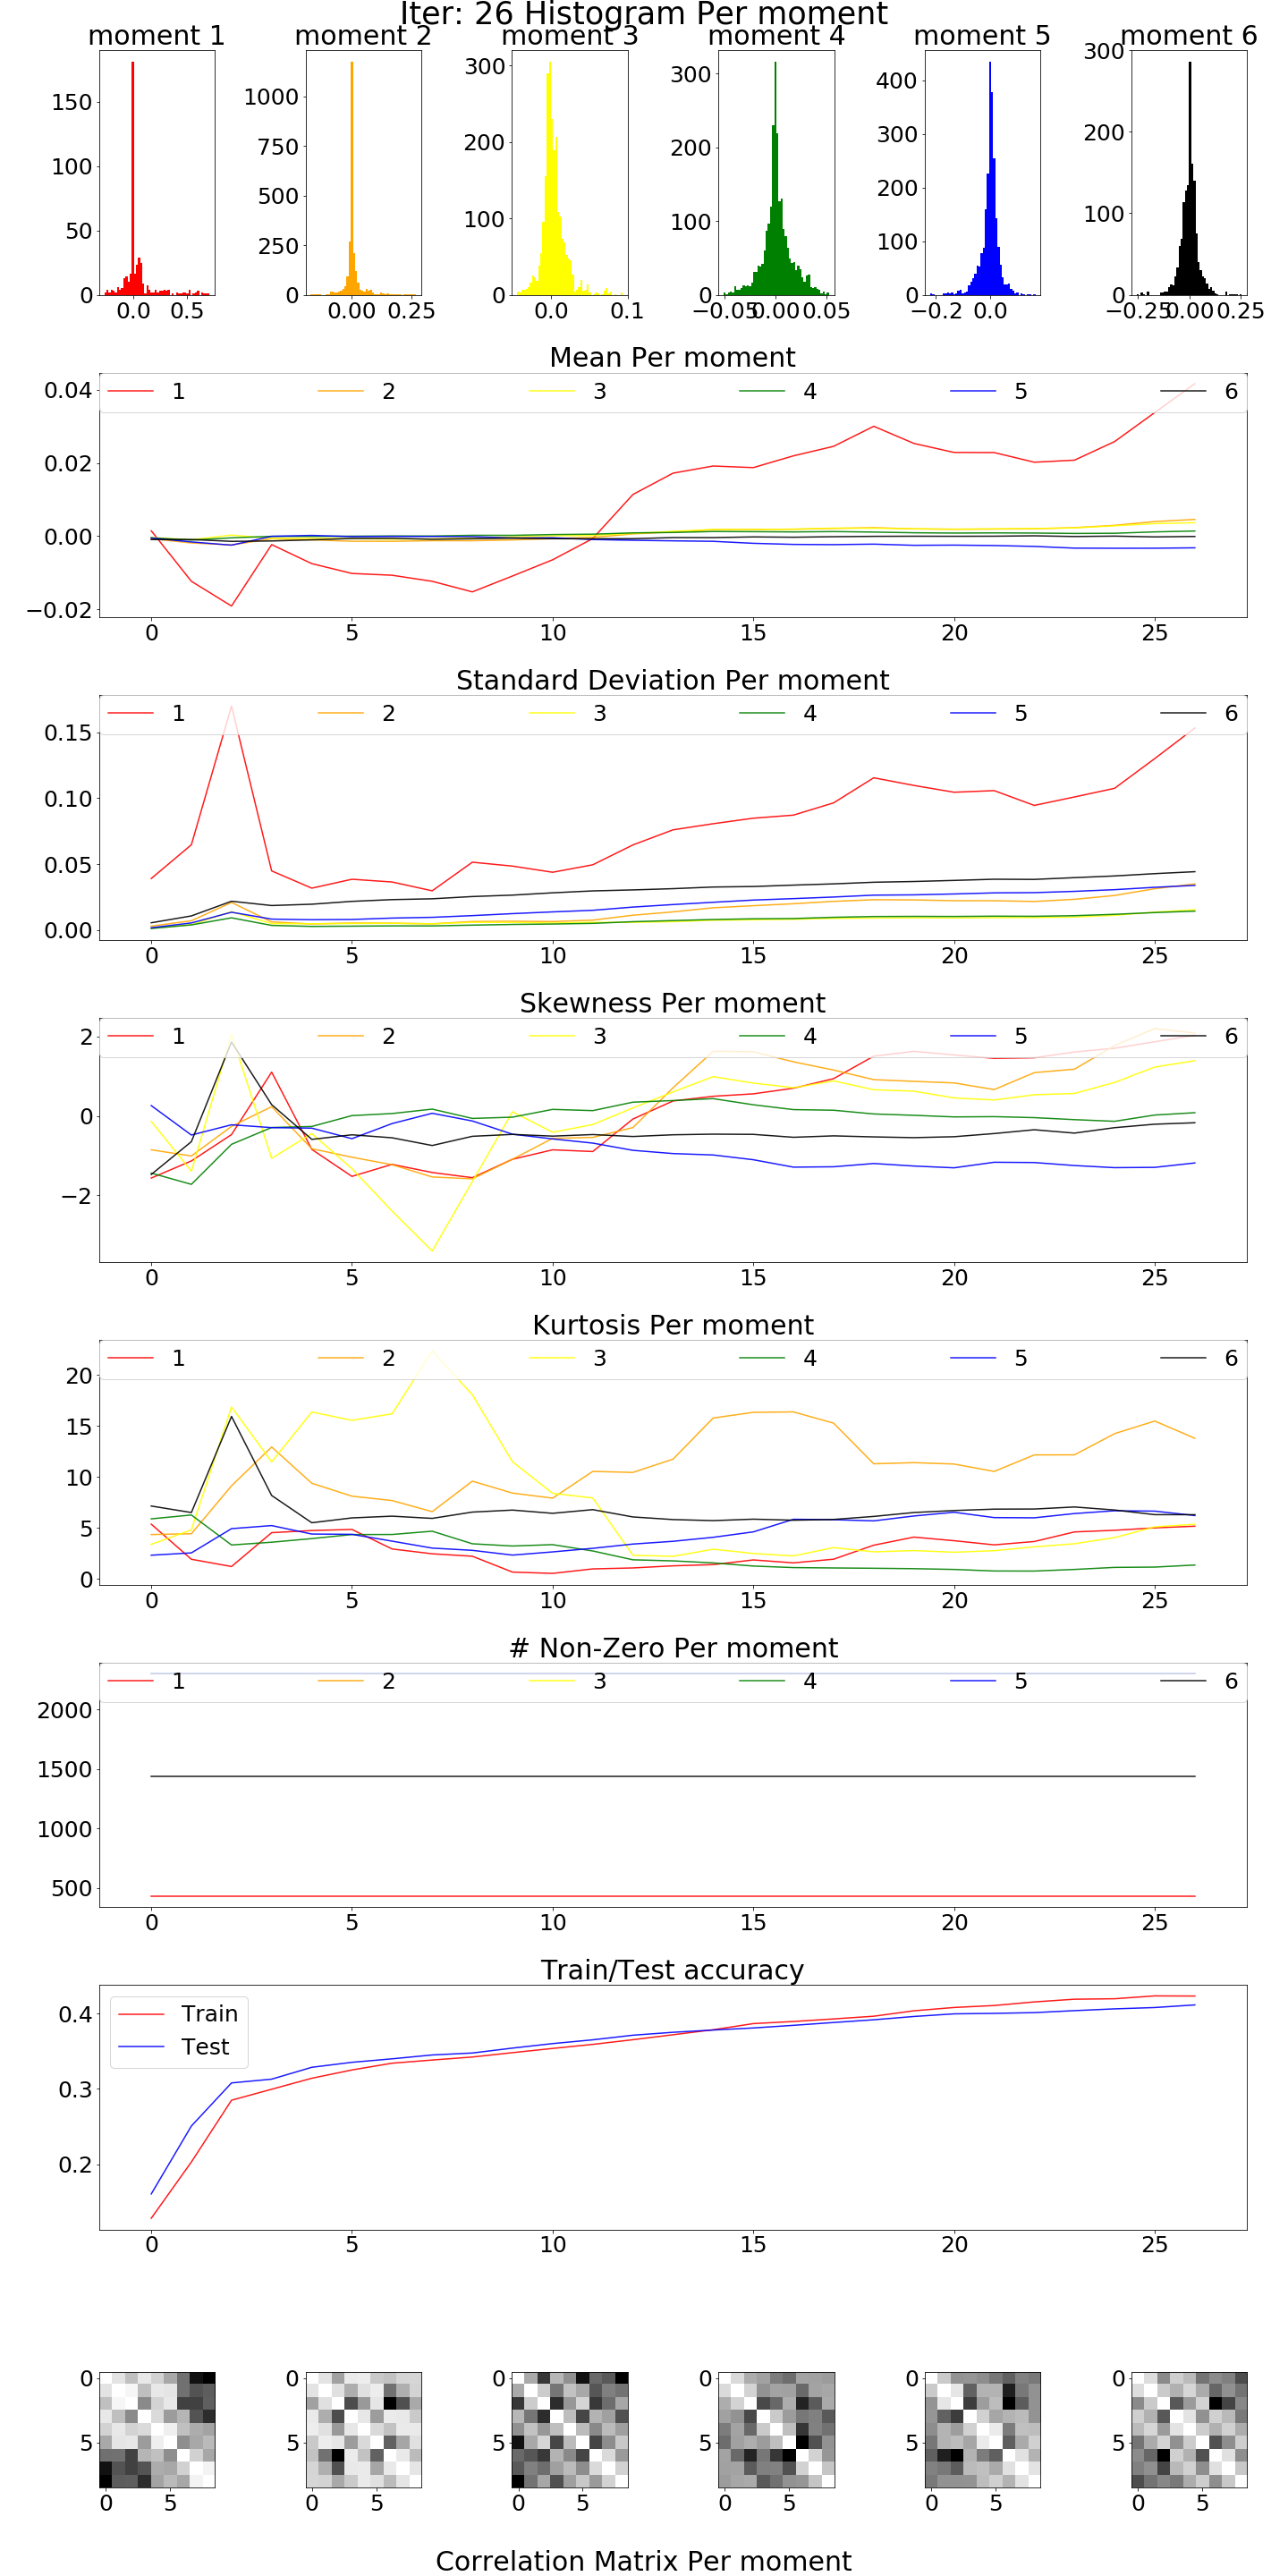 Iter: 26 Histogram Per moment
moment 1 moment 2 moment 3 moment 4 moment 5 moment 6
150
100
50
0
0.0 0.5
1000
750
500
250
0
0.00 0.25
300
200
100
0
0.0 0.1
300
200
100
0
−0.05 0.00 0.05
400
300
200
100
0
−0.2 0.0
300
200
100
0
−0.25 0.00 0.25
Mean Per moment
1 2 3 4 5 6
0.04
0.02
0.00
−0.02
0 5 10 15 20 25
Standard Deviation Per moment
1 2 3 4 5 6
0.15
0.10
0.05
0.00
0 5 10 15 20 25
Skewness Per moment
1 2 3 4 5 6
2
0
−2
0 5 10 15 20 25
Kurtosis Per moment
1 2 3 4 5 6
20
15
10
5
0
0 5 10 15 20 25
# Non-Zero Per moment
1 2 3 4 5 6
2000
1500
1000
500
0 5 10 15 20 25
Train/Test accuracy
Train
Test
0.4
0.3
0.2
0 5 10 15 20 25
0 0 0 0 0 0
5 5 5 5 5 5
0 5 0 5 0 5 0 5 0 5 0 5
Correlation Matrix Per moment